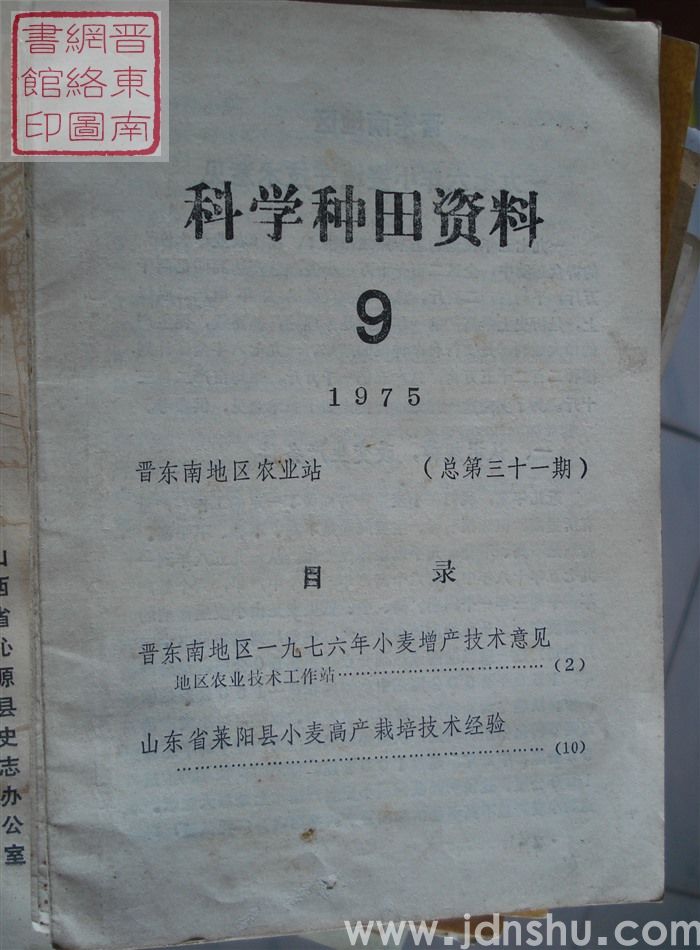 晋東南
網絡圖
書館印
科学种田资料
9
1975
晋东南地区农业站 （总第三十一期）
目 录
晋东南地区一九七六年小麦增产技术意见
地区农业技术工作站……………………………（2）
山东省莱阳县小麦高产栽培技术经验
……………………………………………………（10）
山西省沁源县史志办公室
www.jdnshu.com